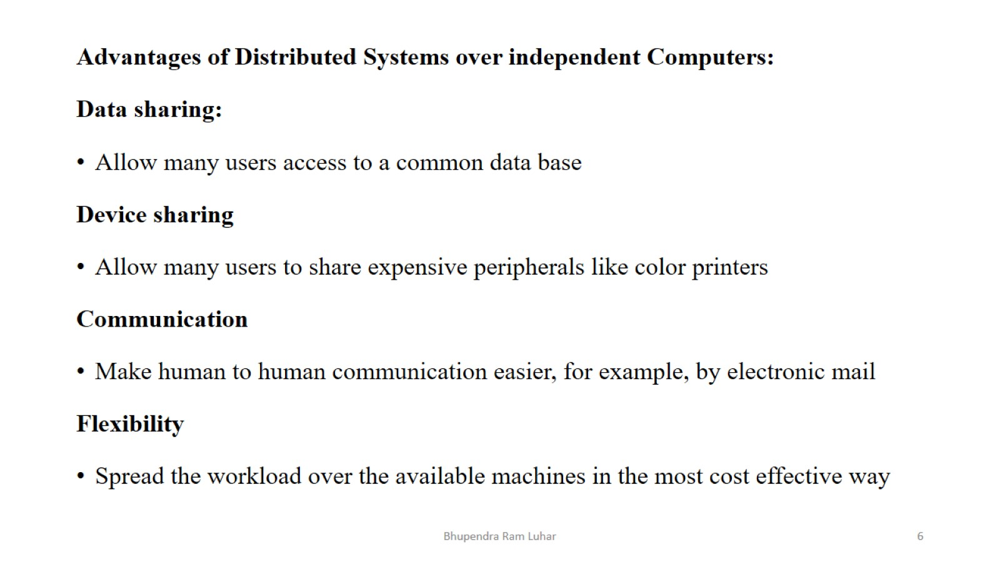 Advantages of Distributed Systems over independent Computers:
Data sharing:
• Allow many users access to a common data base
Device sharing
• Allow many users to share expensive peripherals like color printers
Communication
• Make human to human communication easier, for example, by electronic mail
Flexibility
• Spread the workload over the available machines in the most cost effective way
Bhupendra Ram Luhar
6